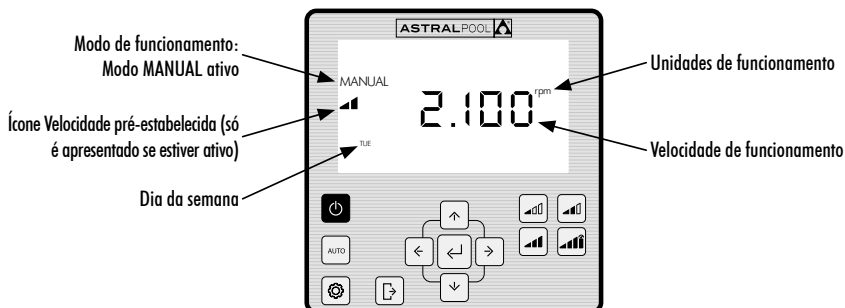 ASTRALPOOL
Modo de funcionamento:
Modo MANUAL ativo
Ícone Velocidade pré-estabelecida (só
é apresentado se estiver ativo)
Dia da semana
MANUAL
2.100
rpm
TUE
Unidades de funcionamento
Velocidade de funcionamento
AUTO